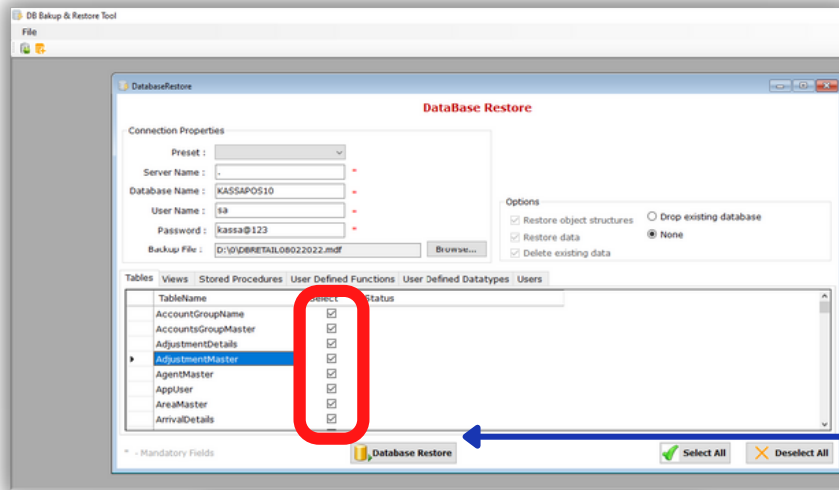 DB Bakup & Restore Tool
File
DatabaseRestore
DataBase Restore
Connection Properties
Preset :
Server Name : . *
Database Name : KASSAPOS10 *
User Name : sa *
Password : kassa@123 *
Backup File : D:\0\DBRETAIL08022022.mdf Browse...
Options
Restore object structures Drop existing database
Restore data None
Delete existing data
Tables Views Stored Procedures User Defined Functions User Defined Datatypes Users
TableName Select Status
AccountGroupName
AccountsGroupMaster
AdjustmentDetails
AdjustmentMaster
AgentMaster
AppUser
AreaMaster
ArrivalDetails
* - Mandatory Fields Database Restore Select All Deselect All